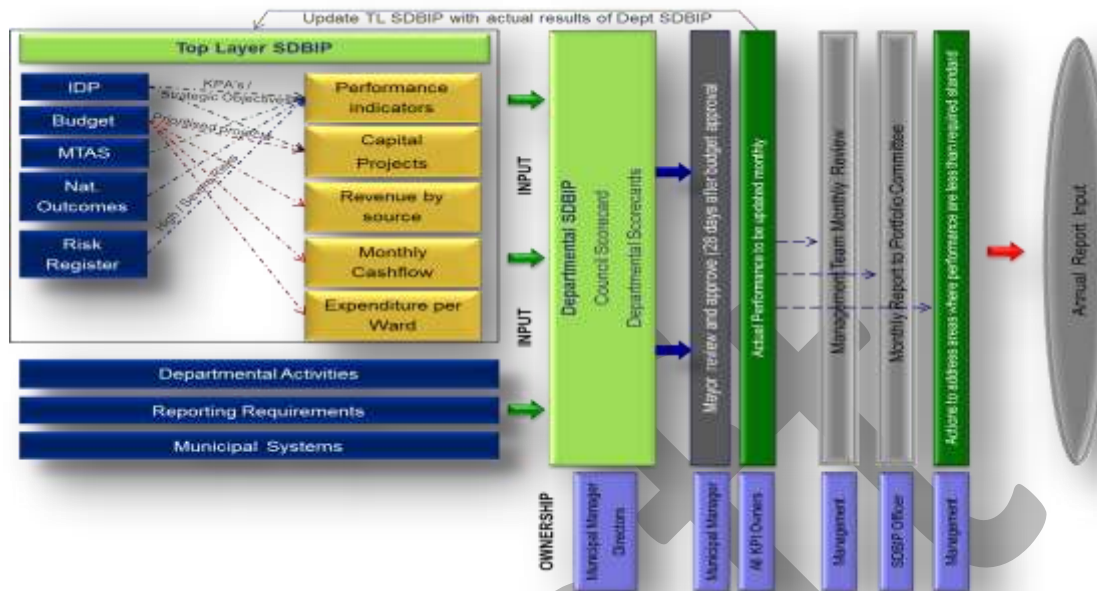 Update TL SDBIP with actual results of Dept SDBIP
Top Layer SDBIP
IDP
Budget
MTAS
Nat.
Outcomes
Risk
Register
KPA's /
Strategic Objectives
Prioritised projects
High / Severe Risks
Performance
indicators
Capital
Projects
Revenue by
source
Monthly
Cashflow
Expenditure per
Ward
Departmental Activities
Reporting Requirements
Municipal Systems
INPUT
INPUT
Departmental SDBIP
Council Scorecard
Departmental Scorecards
Mayor review and approve (28 days after budget approval
Actual Performance to be updated monthly
Management Team Monthly Review
Monthly Report to Portfolio Committee
Actions to address areas where performance are less than required standard
Annual Report Input
OWNERSHIP
Municipal Manager
Directors
Municipal Manager
All KPI Owners
Management
SDBIP Officer
Management